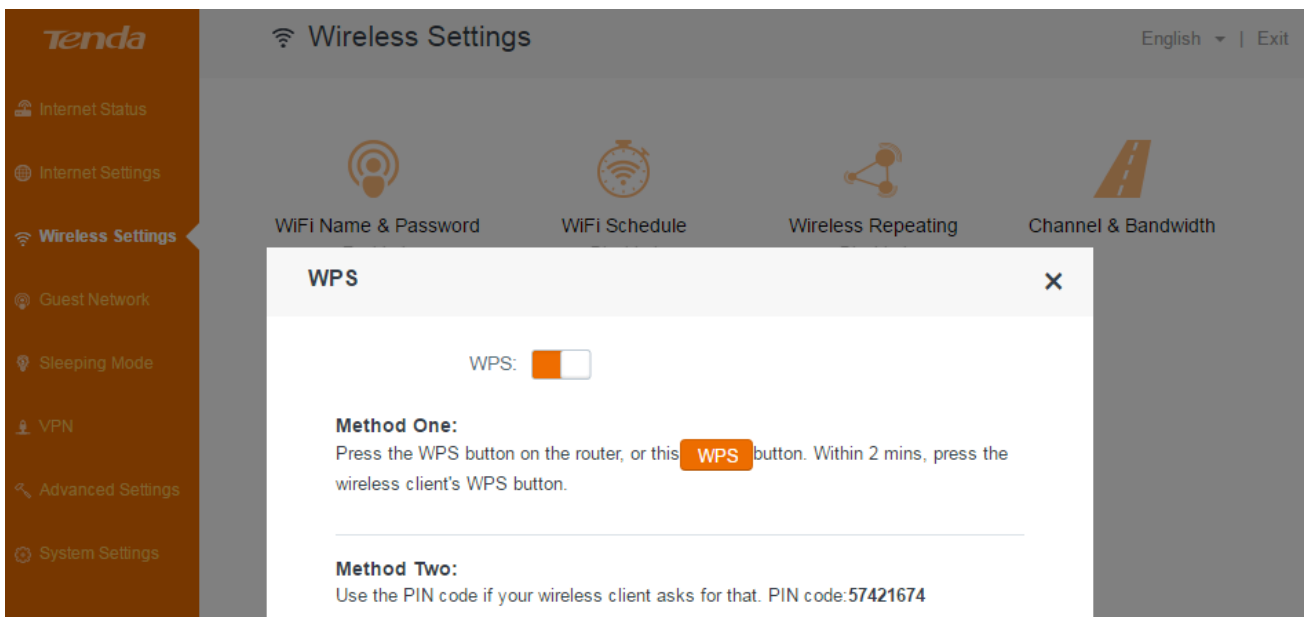 Tenda
Wireless Settings
English | Exit
Internet Status
Internet Settings
Wireless Settings
Guest Network
Sleeping Mode
VPN
Advanced Settings
System Settings
WiFi Name & Password
WiFi Schedule
Wireless Repeating
Channel & Bandwidth
WPS
WPS:
Method One:
Press the WPS button on the router, or this WPS button. Within 2 mins, press the
wireless client's WPS button.
Method Two:
Use the PIN code if your wireless client asks for that. PIN code:57421674